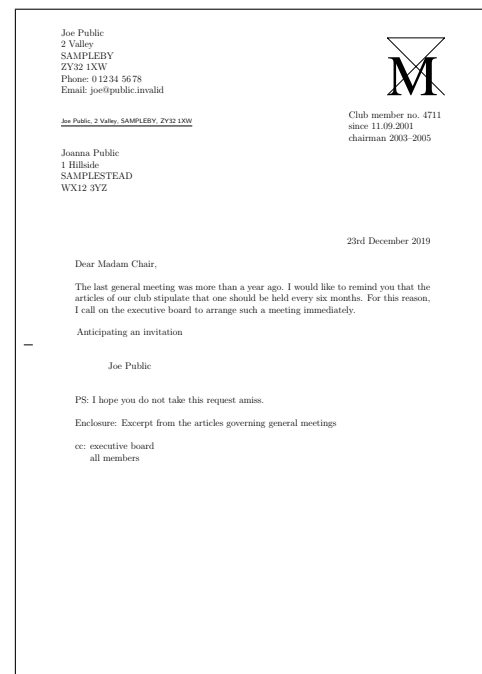 Joe Public
2 Valley
SAMPLEBY
ZY32 1XW
Phone: 0 12 34 56 78
Email: joe@public.invalid
M
Club member no. 4711
since 11.09.2001
chairman 2003–2005
Joe Public, 2 Valley, SAMPLEBY, ZY32 1XW
Joanna Public
1 Hillside
SAMPLESTEAD
WX12 3YZ
23rd December 2019
Dear Madam Chair,
The last general meeting was more than a year ago. I would like to remind you that the
articles of our club stipulate that one should be held every six months. For this reason,
I call on the executive board to arrange such a meeting immediately.
Anticipating an invitation
Joe Public
PS: I hope you do not take this request amiss.
Enclosure: Excerpt from the articles governing general meetings
cc: executive board
all members